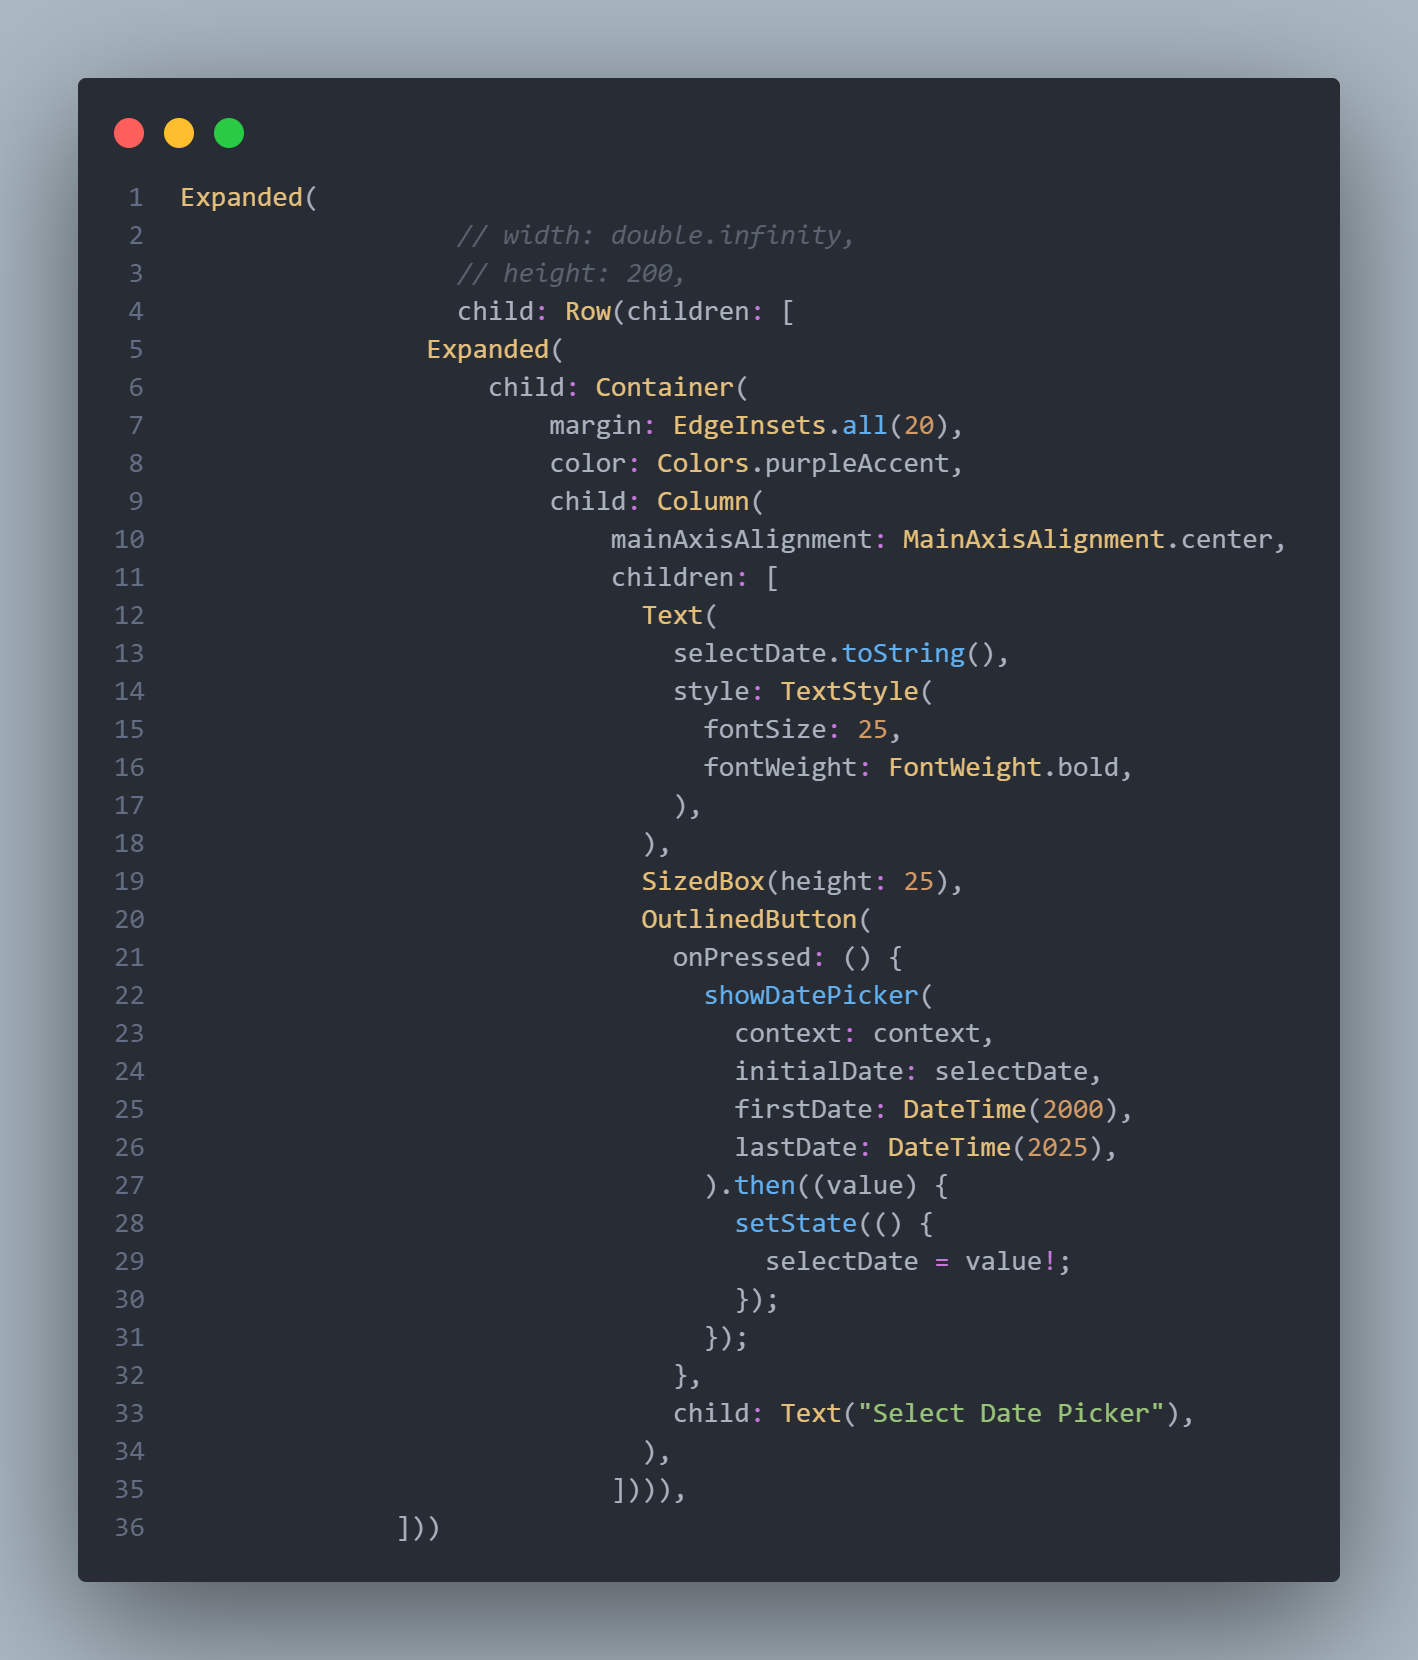 1 Expanded(
2 // width: double.infinity,
3 // height: 200,
4 child: Row(children: [
5 Expanded(
6 child: Container(
7 margin: EdgeInsets.all(20),
8 color: Colors.purpleAccent,
9 child: Column(
10 mainAxisAlignment: MainAxisAlignment.center,
11 children: [
12 Text(
13 selectDate.toString(),
14 style: TextStyle(
15 fontSize: 25,
16 fontWeight: FontWeight.bold,
17 ),
18 ),
19 SizedBox(height: 25),
20 OutlinedButton(
21 onPressed: () {
22 showDatePicker(
23 context: context,
24 initialDate: selectDate,
25 firstDate: DateTime(2000),
26 lastDate: DateTime(2025),
27 ).then((value) {
28 setState(() {
29 selectDate = value!;
30 });
31 });
32 },
33 child: Text("Select Date Picker"),
34 ),
35 ]))),
36 ]))